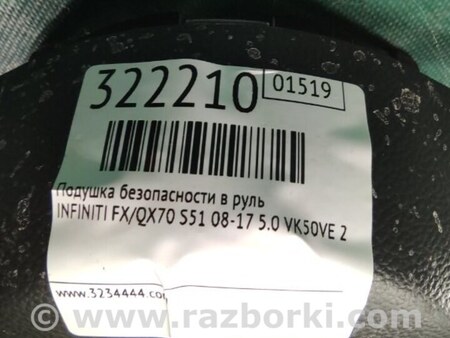 322210
01519
Подушка безопасности в руль
INFINITI FX/QX70 S51 08-17 5.0 VK50VE 2
www.3234444.co
© www.razborki.com